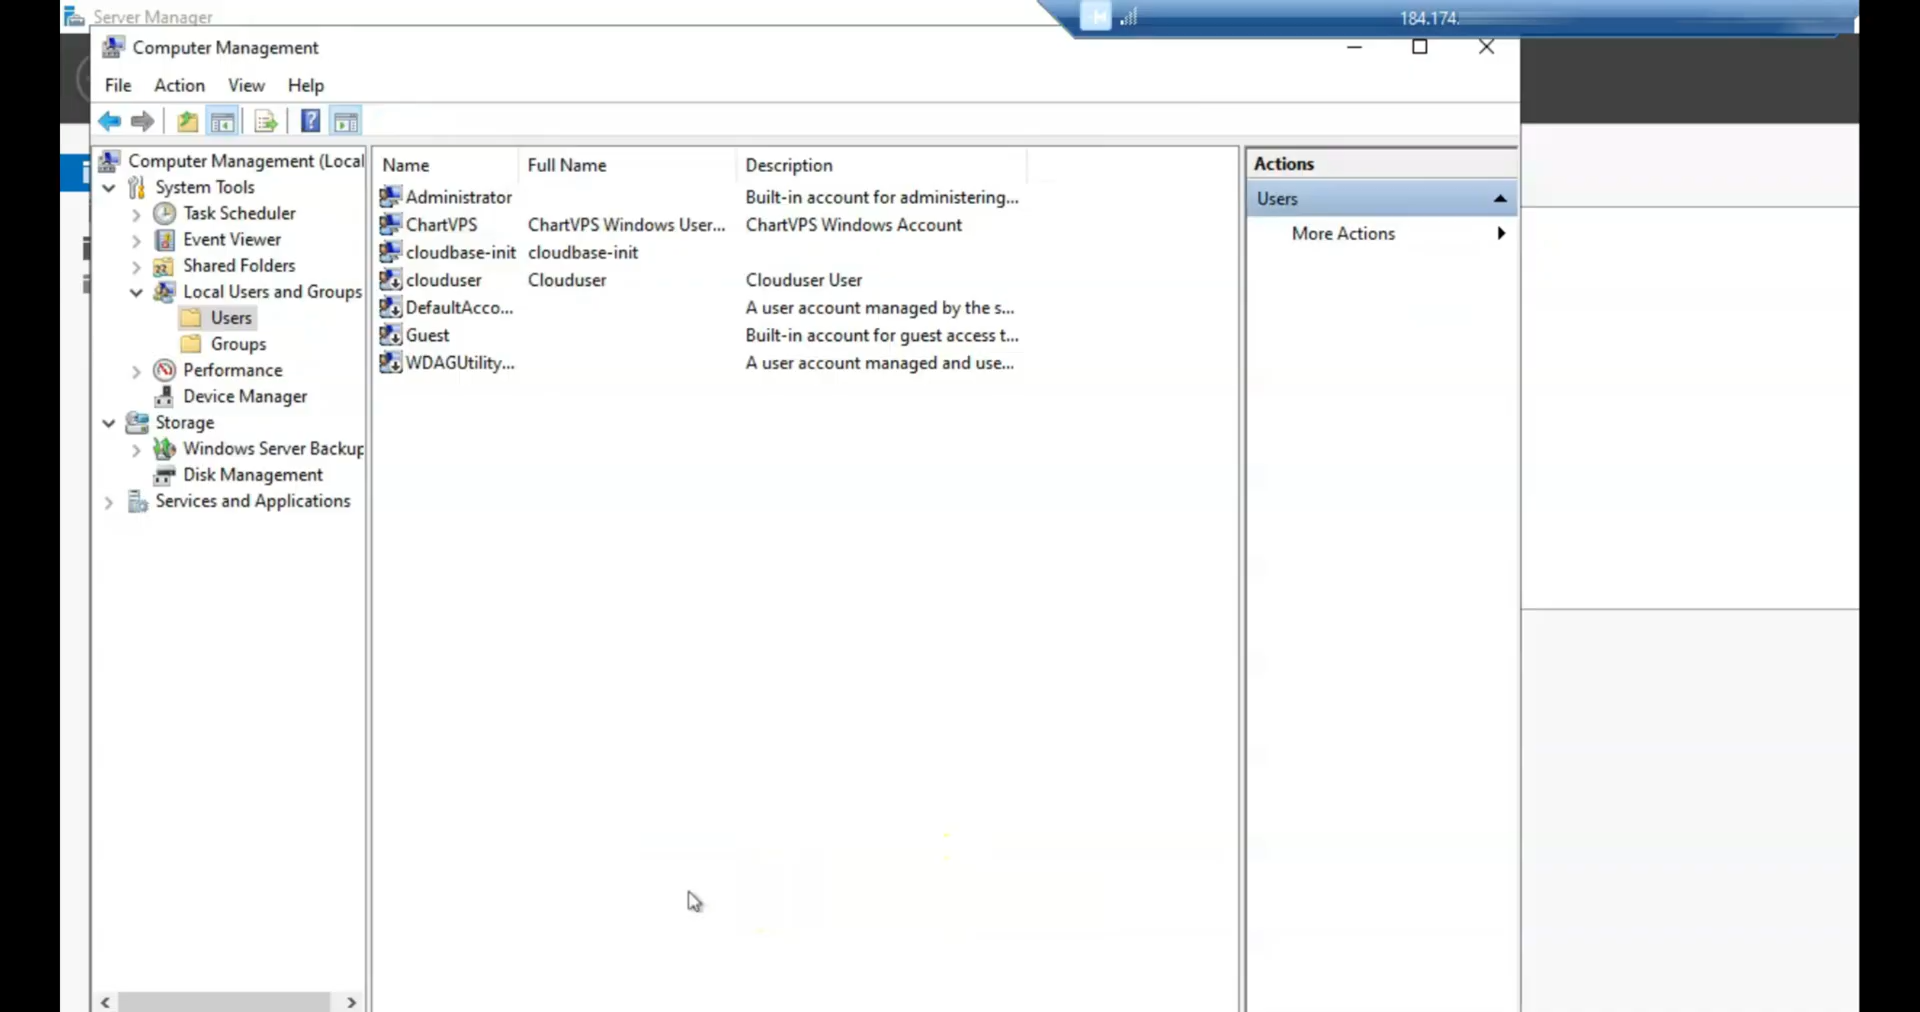 Server Manager
184.174.
Computer Management
File Action View Help
Computer Management (Local
System Tools
Task Scheduler
Event Viewer
Shared Folders
Local Users and Groups
Users
Groups
Performance
Device Manager
Storage
Windows Server Backup
Disk Management
Services and Applications
Name Full Name Description
Administrator Built-in account for administering...
ChartVPS ChartVPS Windows User... ChartVPS Windows Account
cloudbase-init cloudbase-init
clouduser Clouduser Clouduser User
DefaultAcco... A user account managed by the s...
Guest Built-in account for guest access t...
WDAGUtility... A user account managed and use...
Actions
Users
More Actions